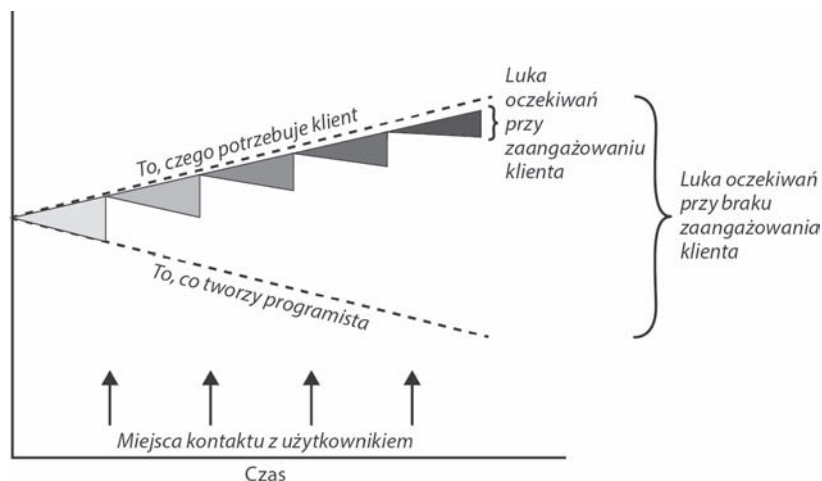 Luka
oczekiwań
przy
zaangażowaniu
klienta
To, czego potrzebuje klient
Luka oczekiwań
przy braku
zaangażowania
klienta
To, co tworzy programista
Miejsca kontaktu z użytkownikiem
Czas